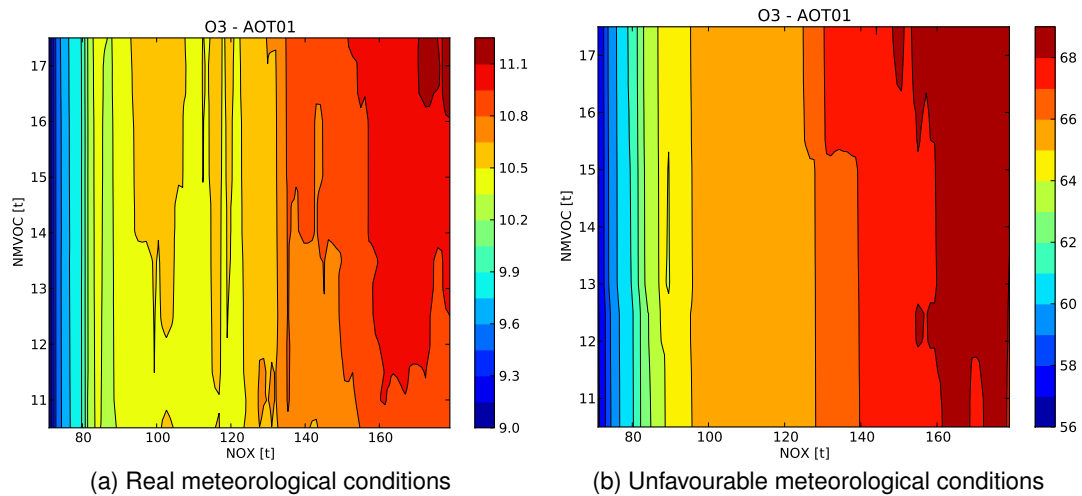 O3 - AOT01
17
16
15
14
13
12
11
NMVOC [t]
80 100 120 140 160
NOX [t]
11.1
10.8
10.5
10.2
9.9
9.6
9.3
9.0
(a) Real meteorological conditions
O3 - AOT01
17
16
15
14
13
12
11
NMVOC [t]
80 100 120 140 160
NOX [t]
68
66
64
62
60
58
56
(b) Unfavourable meteorological conditions